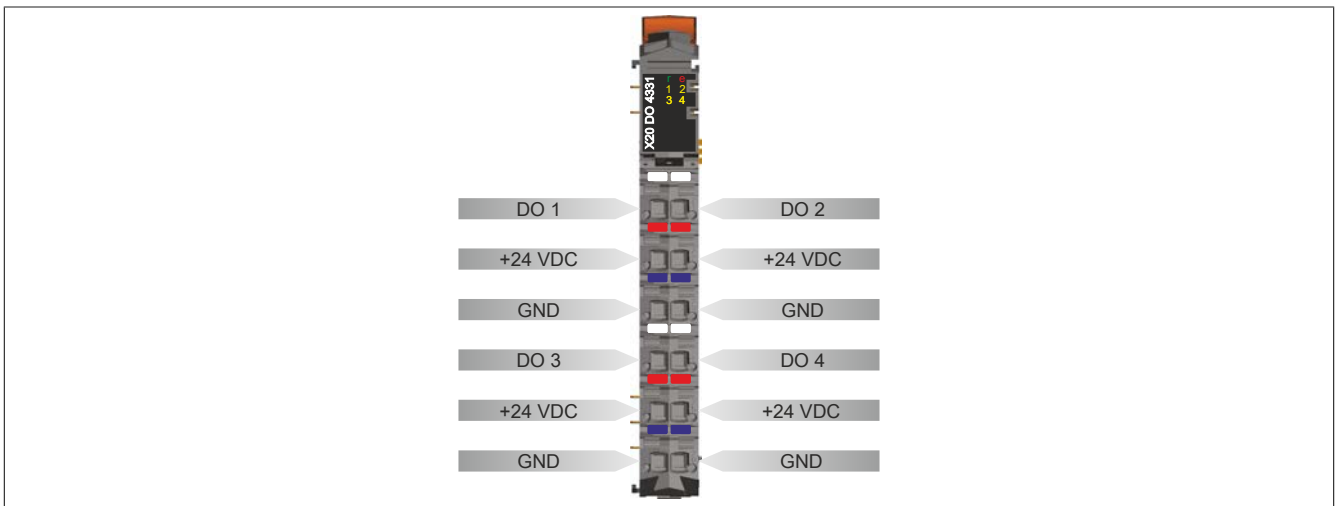 X20 DO 4331
r e
1 2
3 4
DO 1 DO 2
+24 VDC +24 VDC
GND GND
DO 3 DO 4
+24 VDC +24 VDC
GND GND